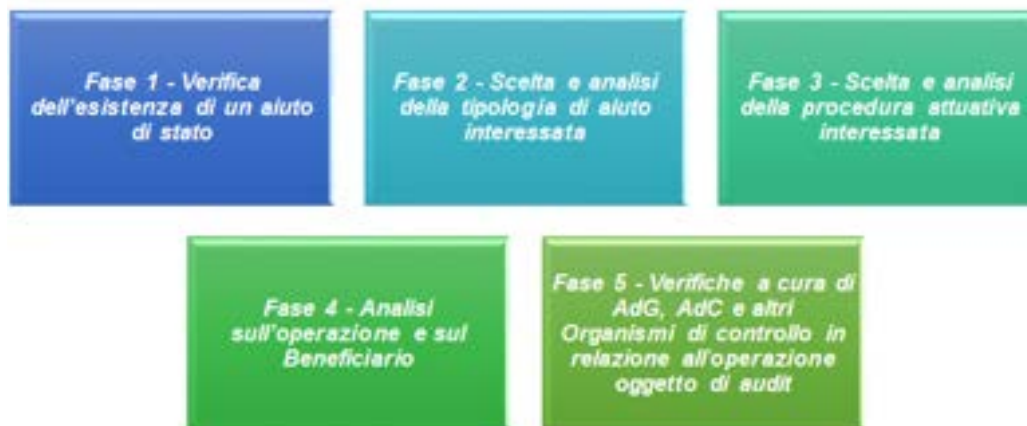 Fase 1 - Verifica
dell'esistenza di un aiuto
di stato
Fase 2 - Scelta e analisi
della tipologia di aiuto
interessata
Fase 3 - Scelta e analisi
della procedura attuativa
interessata
Fase 4 - Analisi
sull'operazione e sul
Beneficiario
Fase 5 - Verifiche a cura di
AdG, AdC e altri
Organismi di controllo in
relazione all'operazione
oggetto di audit